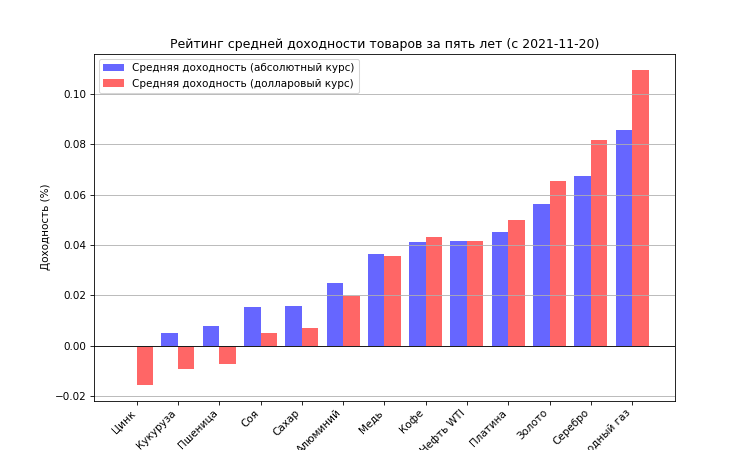 Рейтинг средней доходности товаров за пять лет (с 2021-11-20)
Средняя доходность (абсолютный курс)
Средняя доходность (долларовый курс)
Доходность (%)
0.10
0.08
0.06
0.04
0.02
0.00
−0.02
Цинк
Кукуруза
Пшеница
Соя
Сахар
Алюминий
Медь
Кофе
Нефть WTI
Платина
Золото
Серебро
газ